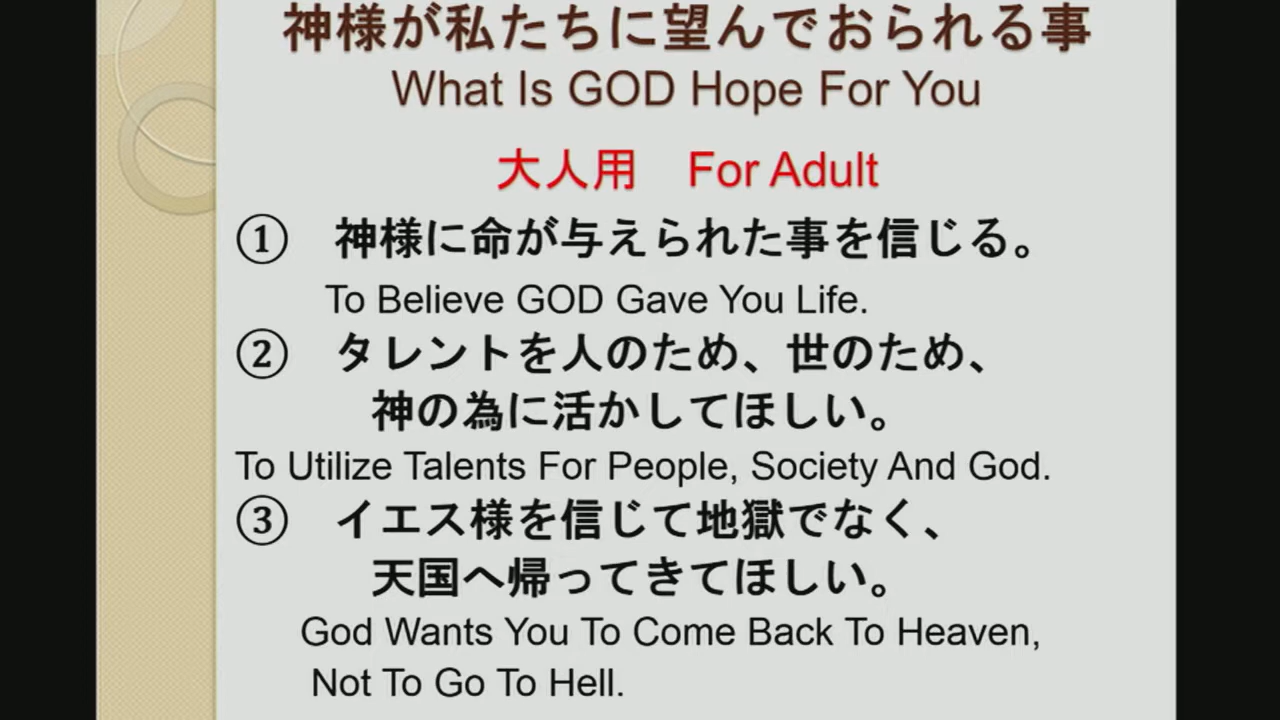 神様が私たちに望んでおられる事
What Is GOD Hope For You
大人用　For Adult
①　神様に命が与えられた事を信じる。
To Believe GOD Gave You Life.
②　タレントを人のため、世のため、
神の為に活かしてほしい。
To Utilize Talents For People, Society And God.
③　イエス様を信じて地獄でなく、
天国へ帰ってきてほしい。
God Wants You To Come Back To Heaven,
Not To Go To Hell.